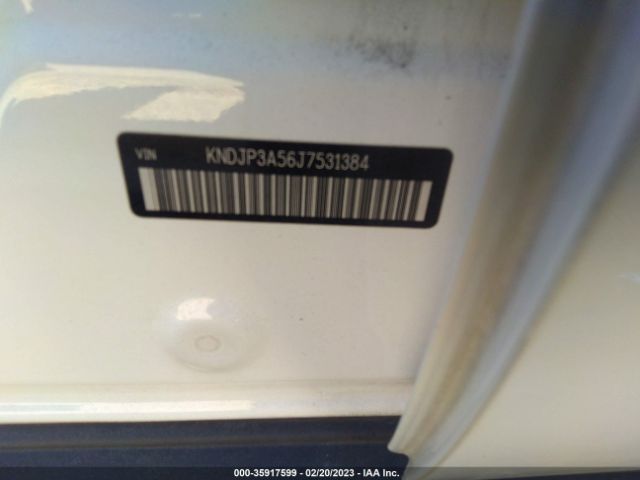 VIN KNDJP3A56J7531384
000-35917599 — 02/20/2023 — IAA Inc.